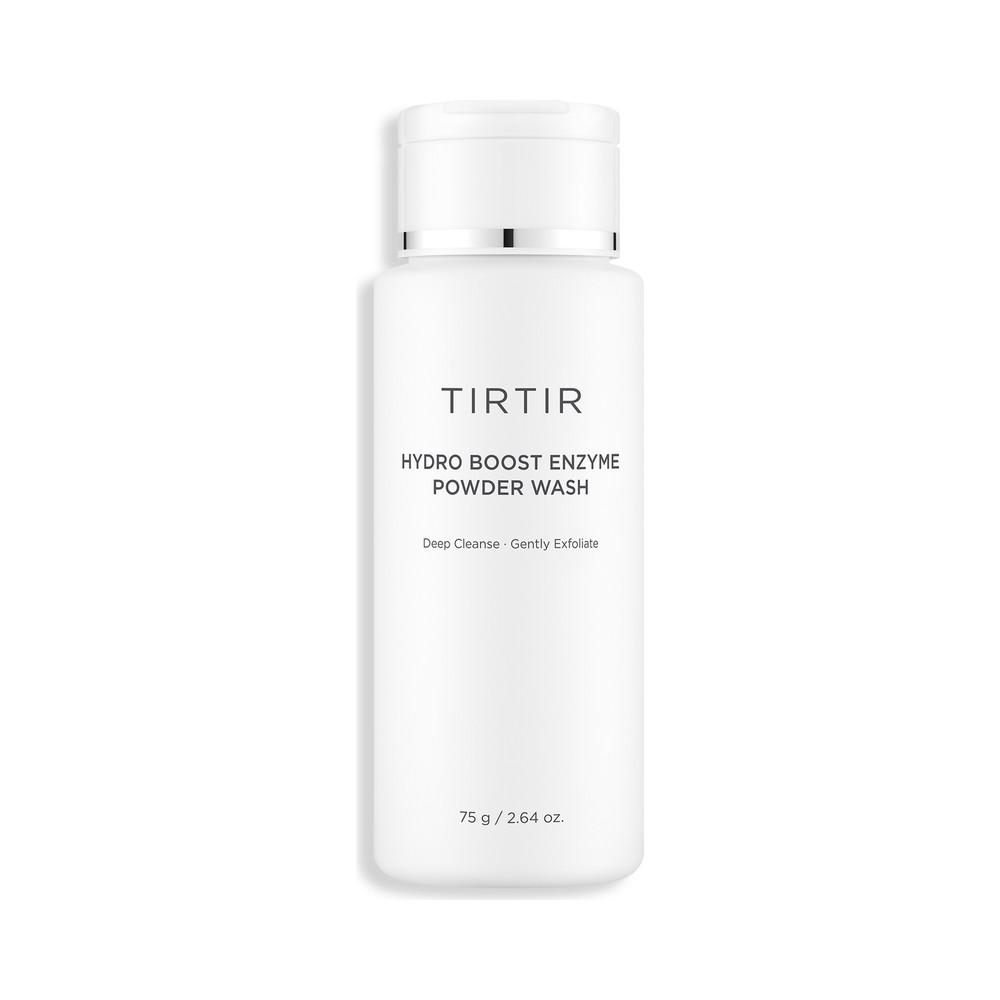 TIRTIR
HYDRO BOOST ENZYME
POWDER WASH
Deep Cleanse · Gently Exfoliate
75 g / 2.64 oz.